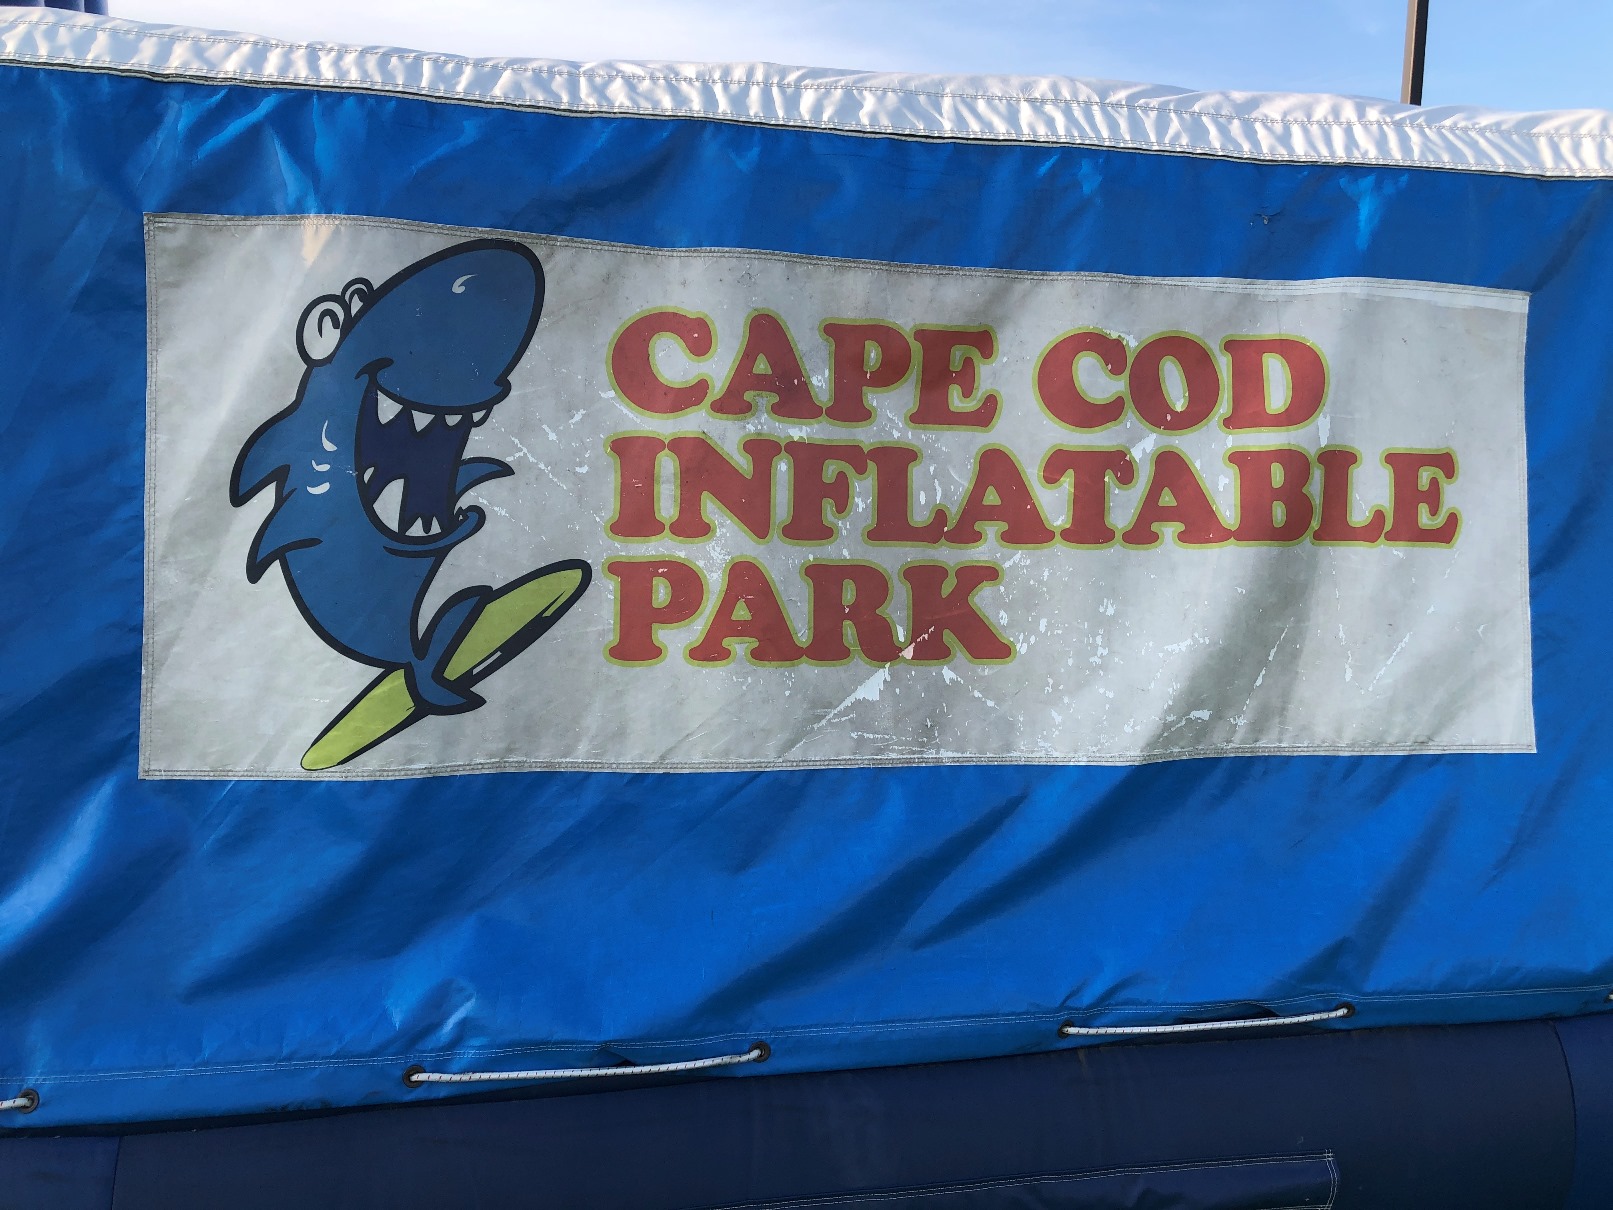 CAPE COD
INFLATABLE
PARK